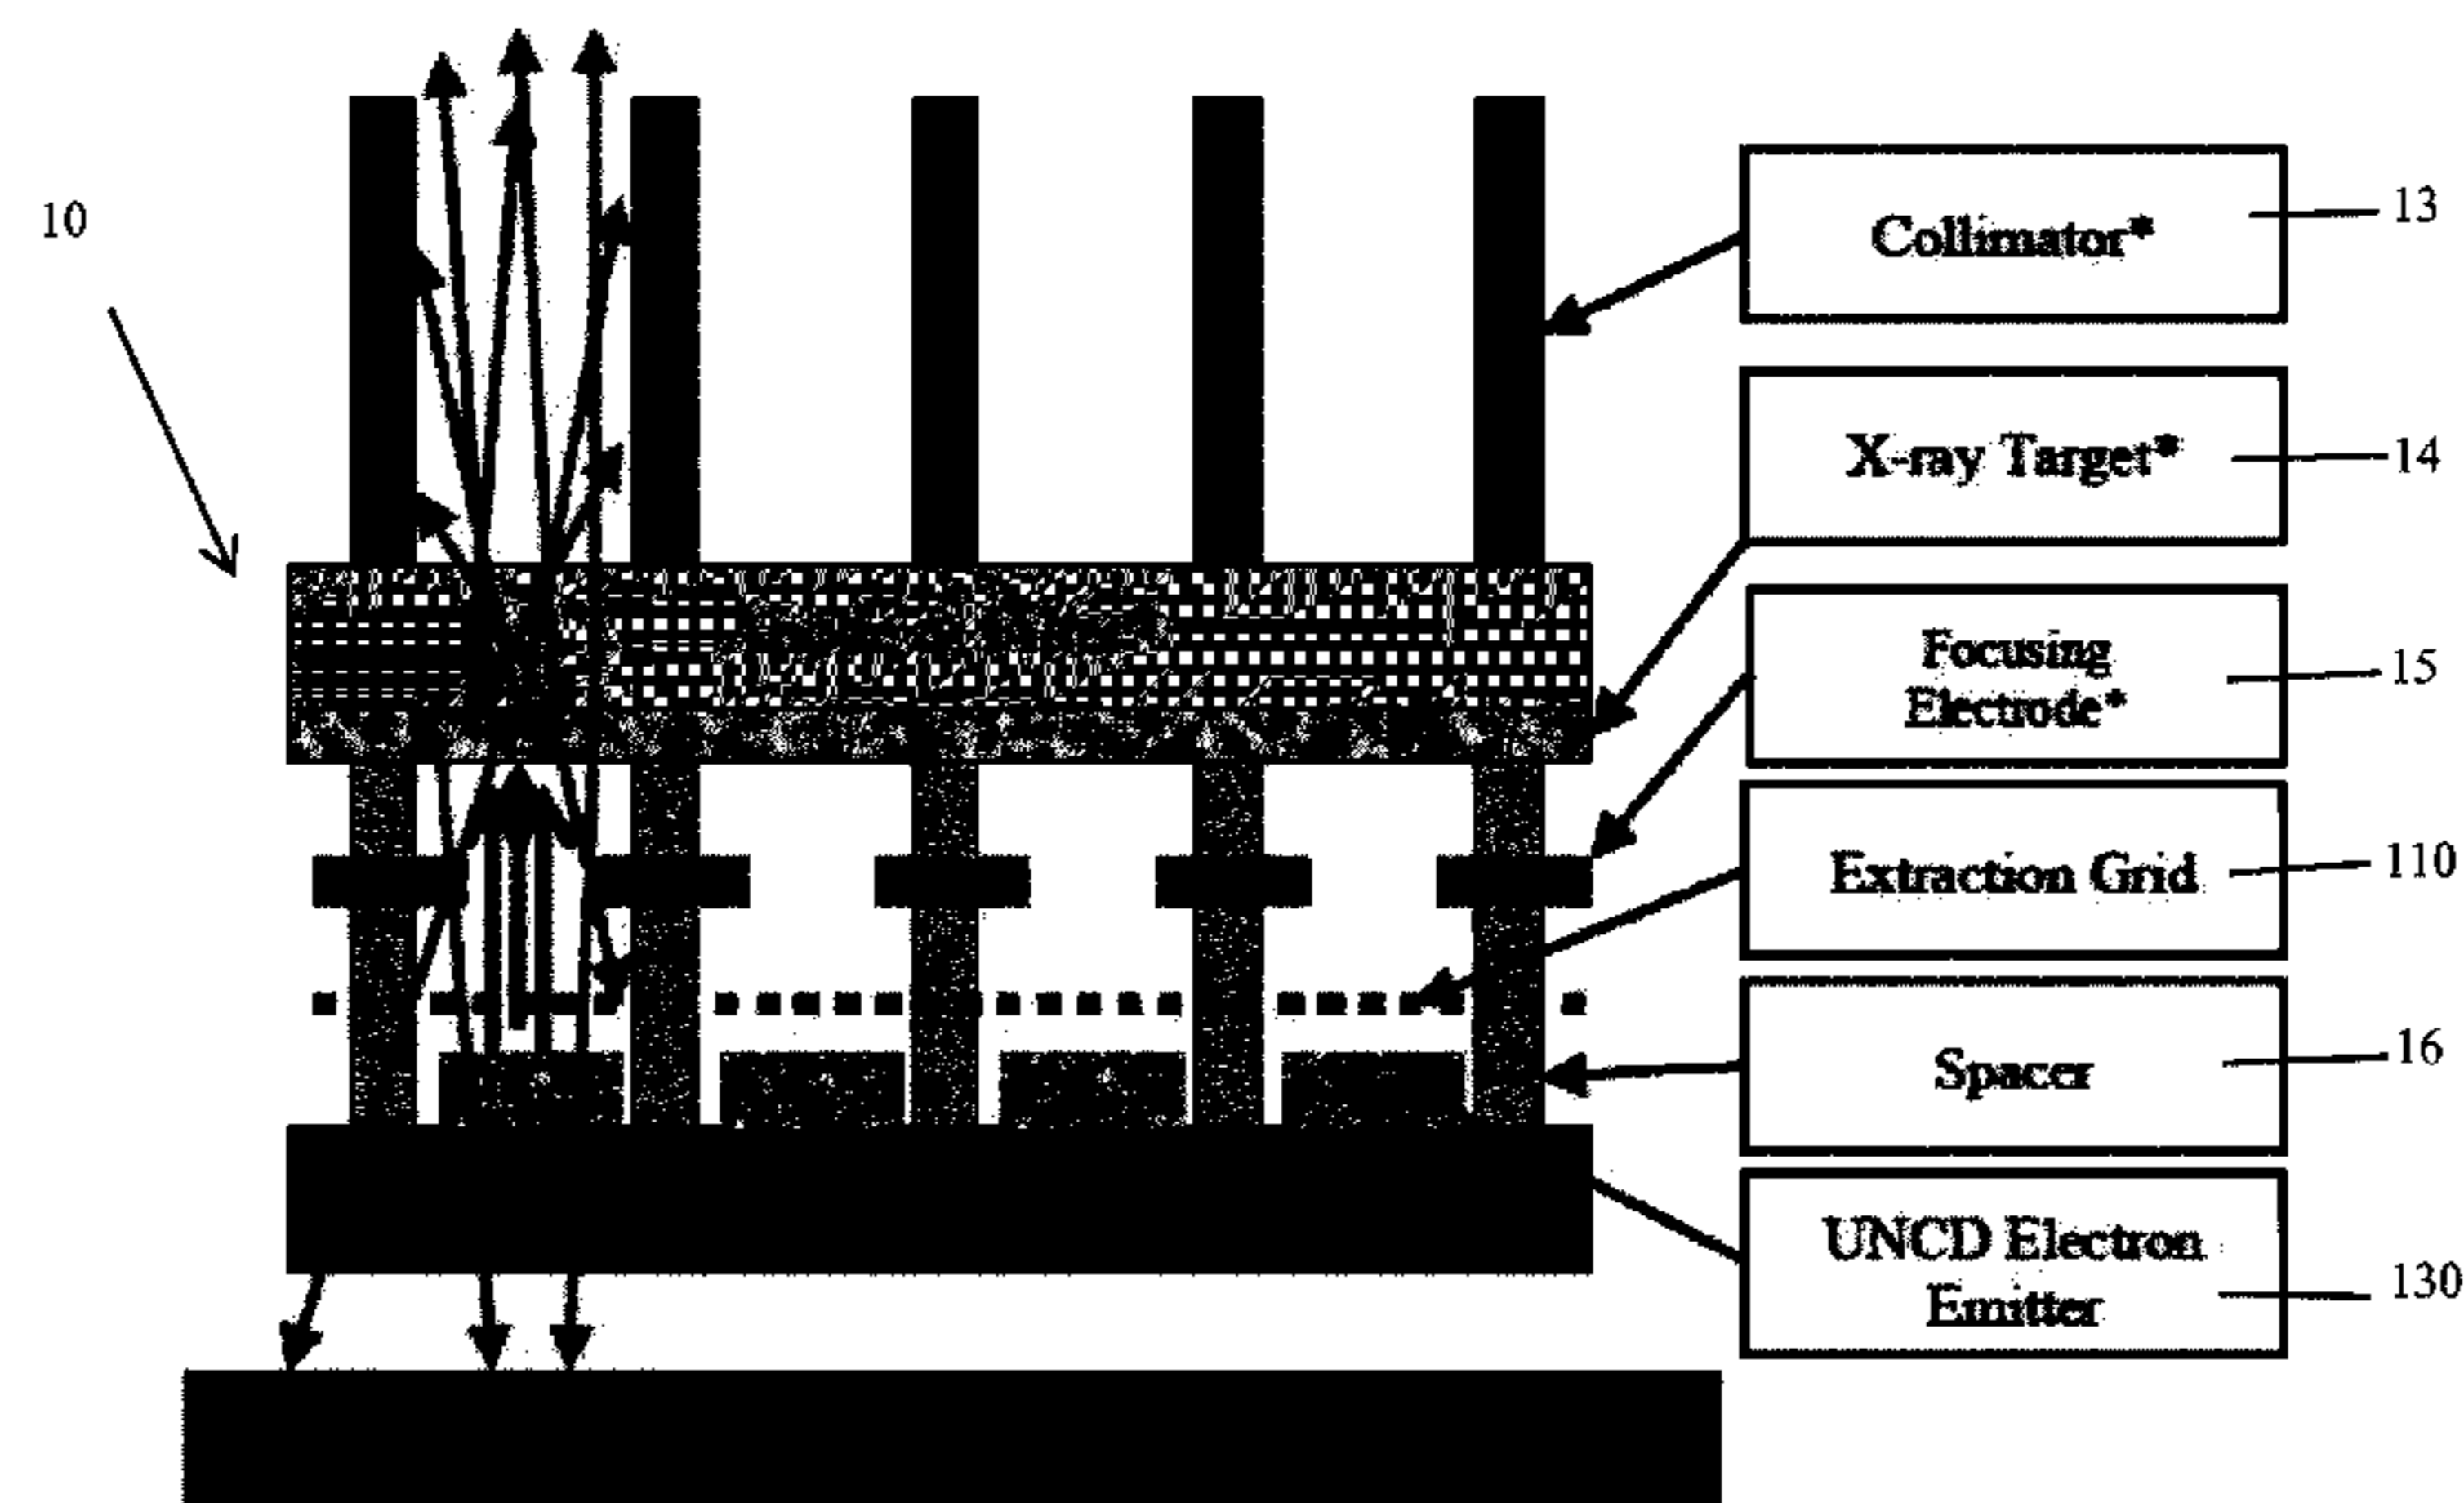 10
Collimator*
13
X-ray Target*
14
Focusing
Electrode*
15
Extraction Grid
110
Spacer
16
UNCD Electron
Emitter
130